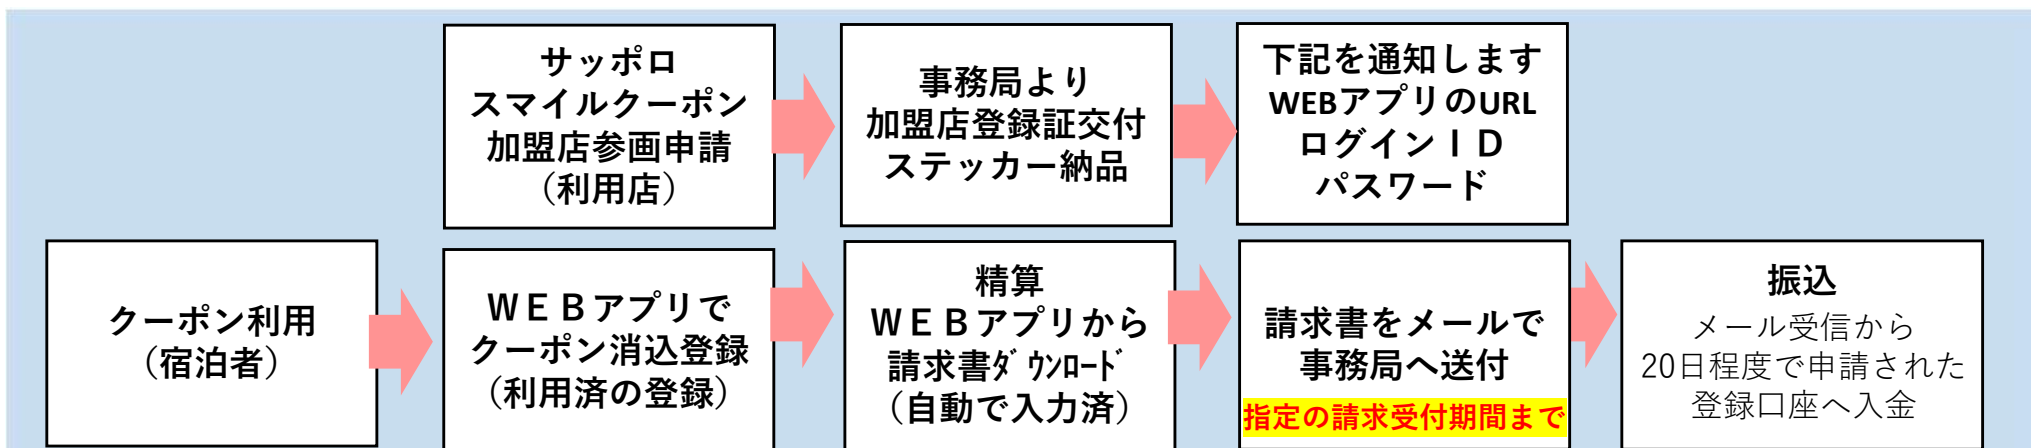 サッポロ
スマイルクーポン
加盟店参画申請
（利用店）
事務局より
加盟店登録証交付
ステッカー納品
下記を通知します
WEBアプリのURL
ログインＩＤ
パスワード
クーポン利用
（宿泊者）
ＷＥＢアプリで
クーポン消込登録
（利用済の登録）
精算
ＷＥＢアプリから
請求書ﾀﾞｳﾝﾛｰﾄﾞ
（自動で入力済）
請求書をメールで
事務局へ送付
指定の請求受付期間まで
振込
メール受信から
20日程度で申請された
登録口座へ入金